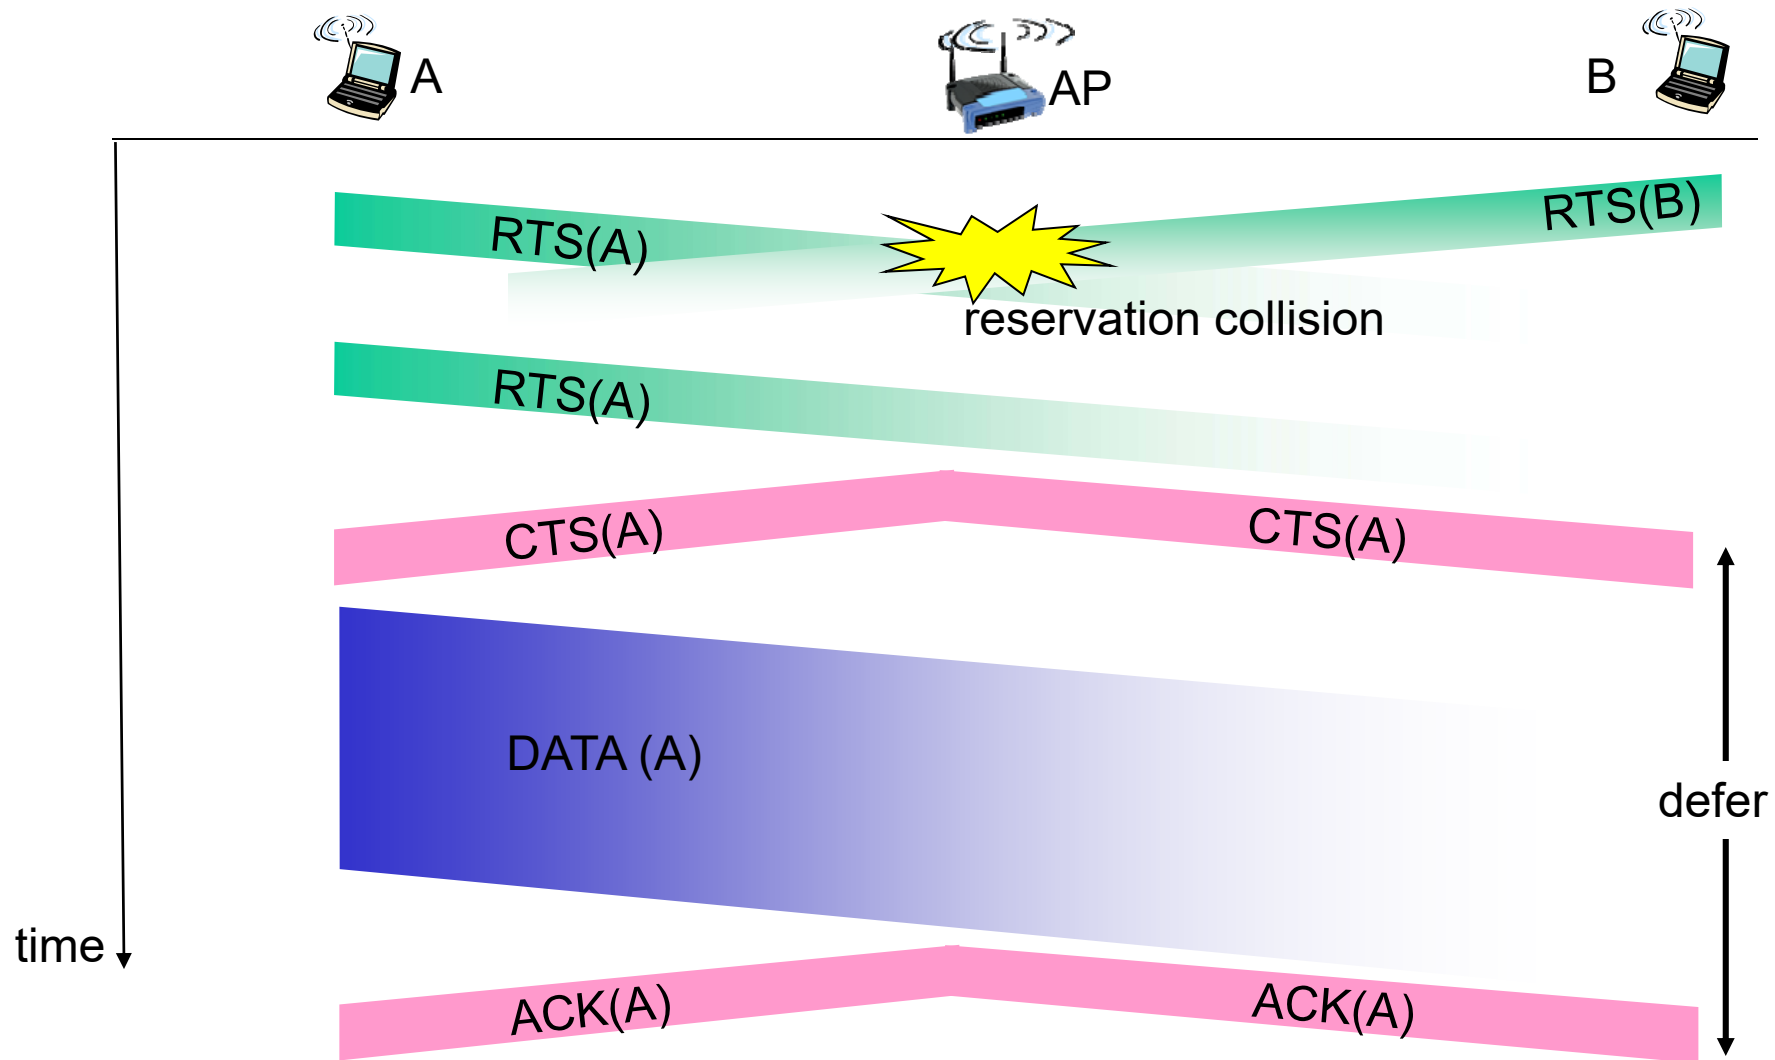 A
AP
B
RTS(A)
RTS(B)
reservation collision
RTS(A)
CTS(A)
CTS(A)
DATA (A)
defer
time
ACK(A)
ACK(A)